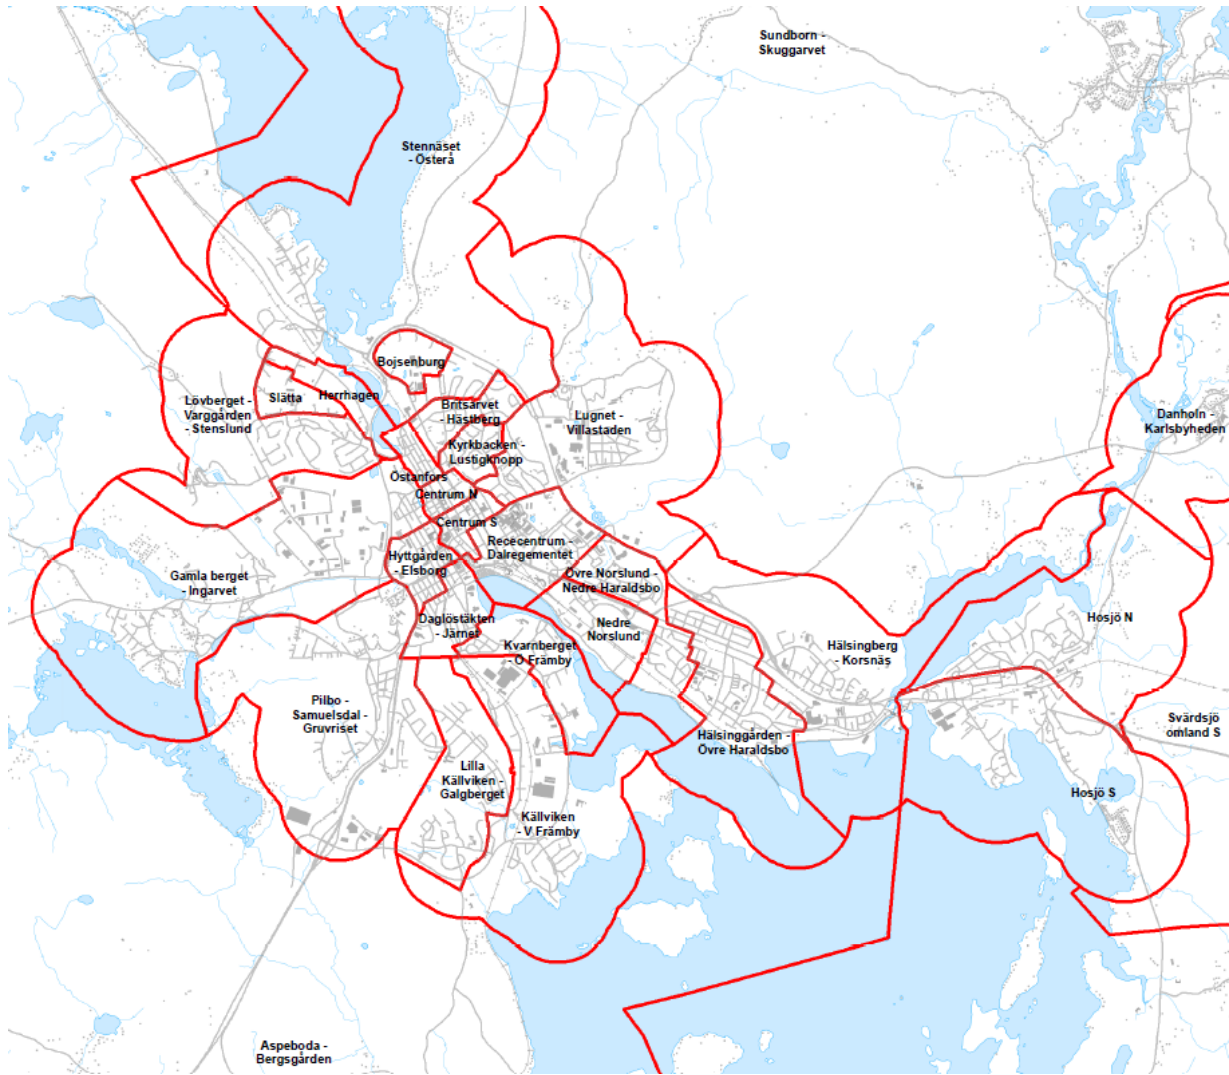 Sundborn -
Skuggarvet
Stennäset
- Österå
Bojsenburg
Slätta
Herrhagen
Lövberget -
Varggården
- Stenslund
Britsarvet
- Hästberg
Lugnet -
Villastaden
Danholn -
Karlsbyheden
Kyrkbacken -
Lustigknopp
Östanfors
Centrum N
Centrum S
Rececentrum -
Dalregementet
Hyttgården
- Elsborg
Gamla berget
- Ingarvet
Övre Norslund -
Nedre Haraldsbo
Daglöstäkten
- Järnet
Nedre
Norslund
Hosjö N
Kvarnberget
- Ö Främby
Hälsingberg
- Korsnäs
Pilbo -
Samuelsdal -
Gruvriset
Svärdsjö
omland S
Hälsinggården -
Övre Haraldsbo
Lilla
Källviken -
Galgberget
Hosjö S
Källviken
- V Främby
Aspeboda -
Bergsgården